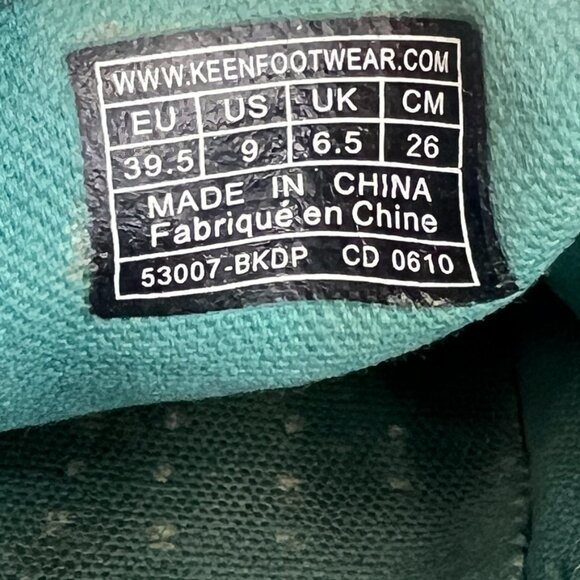 WWW.KEENFOOTWEAR.COM
EU US UK CM
39.5 9 6.5 26
MADE IN CHINA
Fabriqué en Chine
53007-BKDP CD 0610